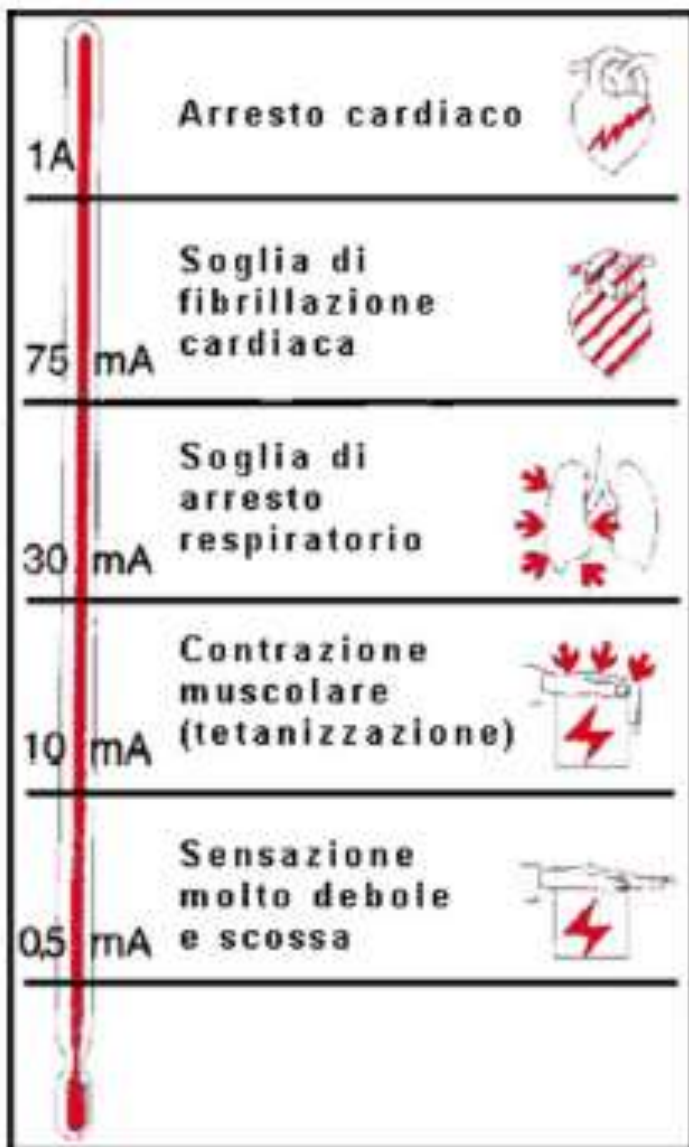 Arresto cardiaco
1A
Soglia di
fibrillazione
cardiaca
75 mA
Soglia di
arresto
respiratorio
30 mA
Contrazione
muscolare
(tetanizzazione)
10 mA
Sensazione
molto debole
e scossa
0,5 mA